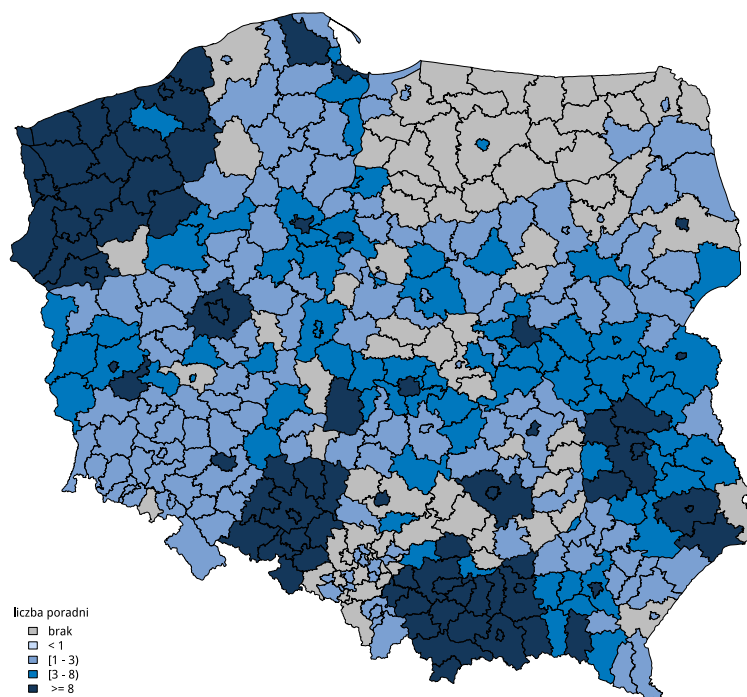 liczba poradni
brak
< 1
[1 - 3)
[3 - 8)
>= 8